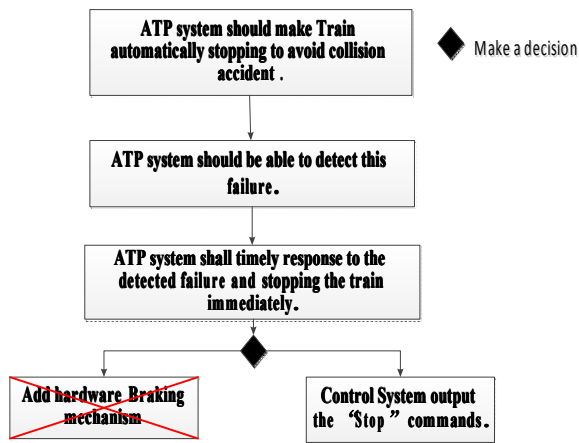 ATP system should make Train
automatically stopping to avoid collision
accident .
Make a decision
ATP system should be able to detect this
failure.
ATP system shall timely response to the
detected failure and stopping the train
immediately.
Add hardware Braking
mechanism
Control System output
the “Stop” commands.